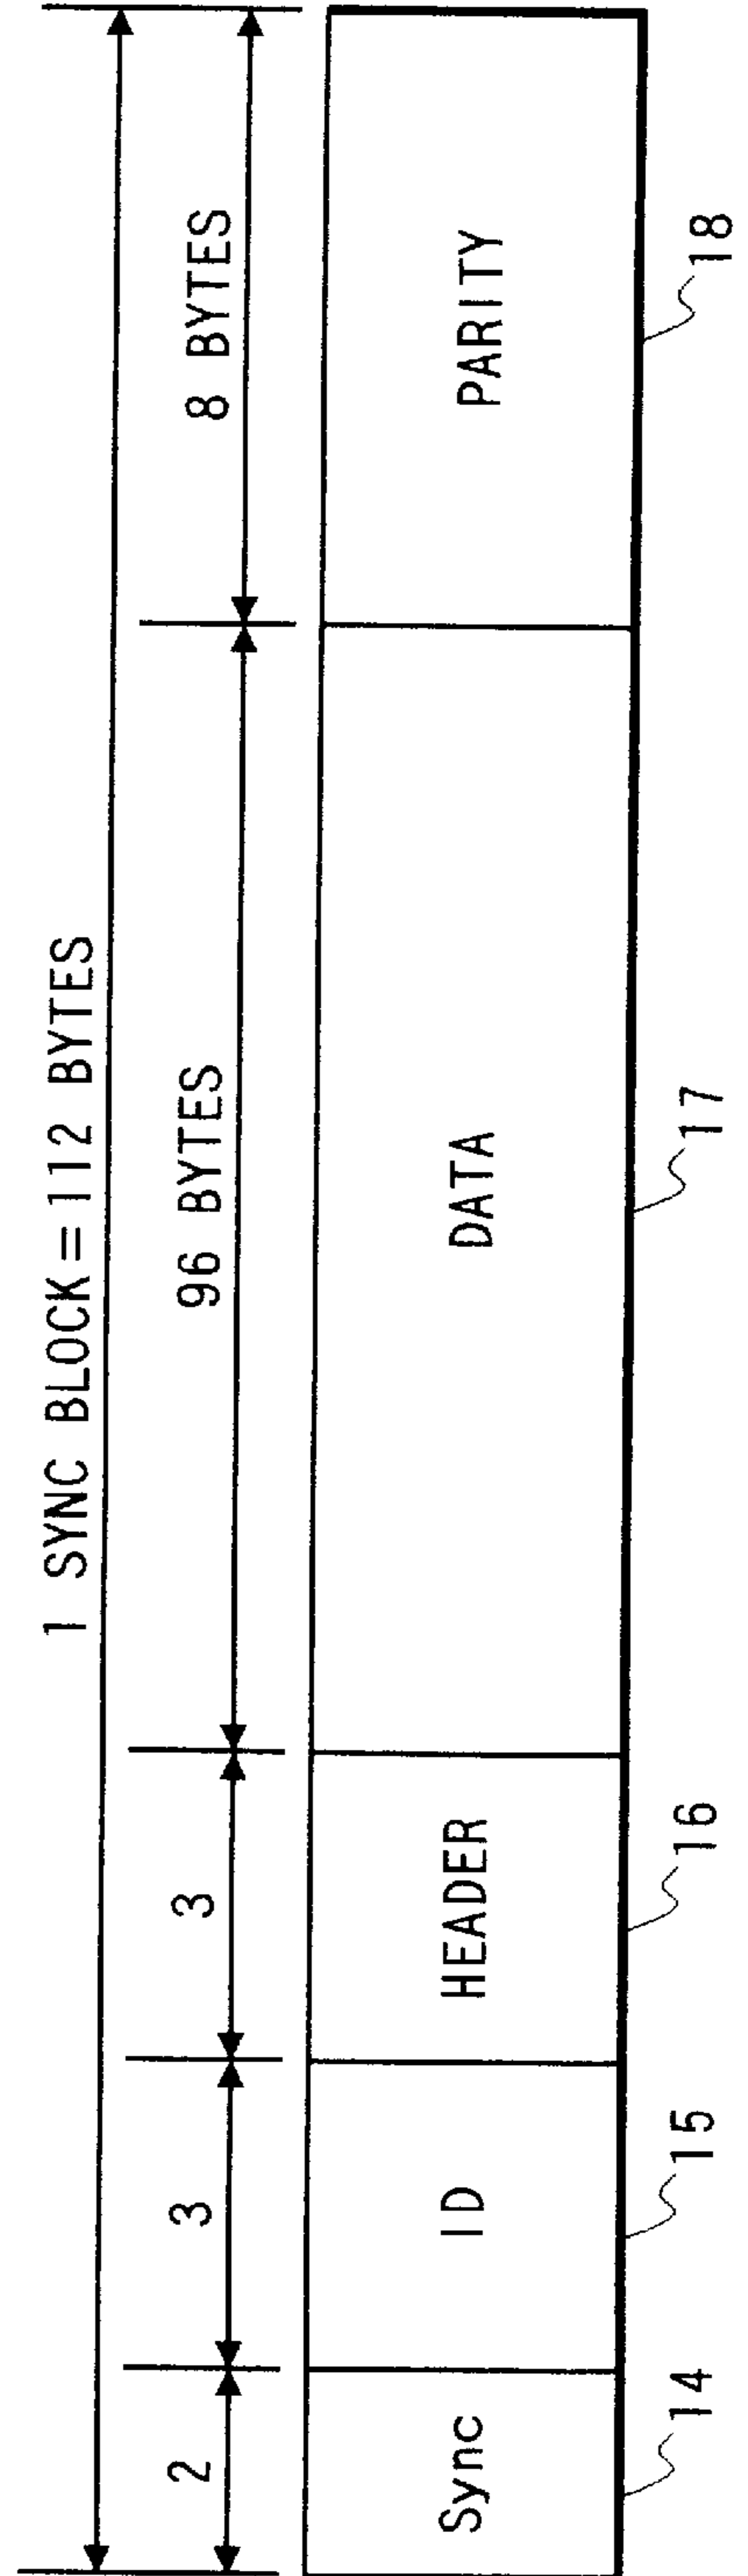 1 SYNC BLOCK=112 BYTES
2
3
3
96 BYTES
8 BYTES
Sync
ID
HEADER
DATA
PARITY
14
15
16
17
18